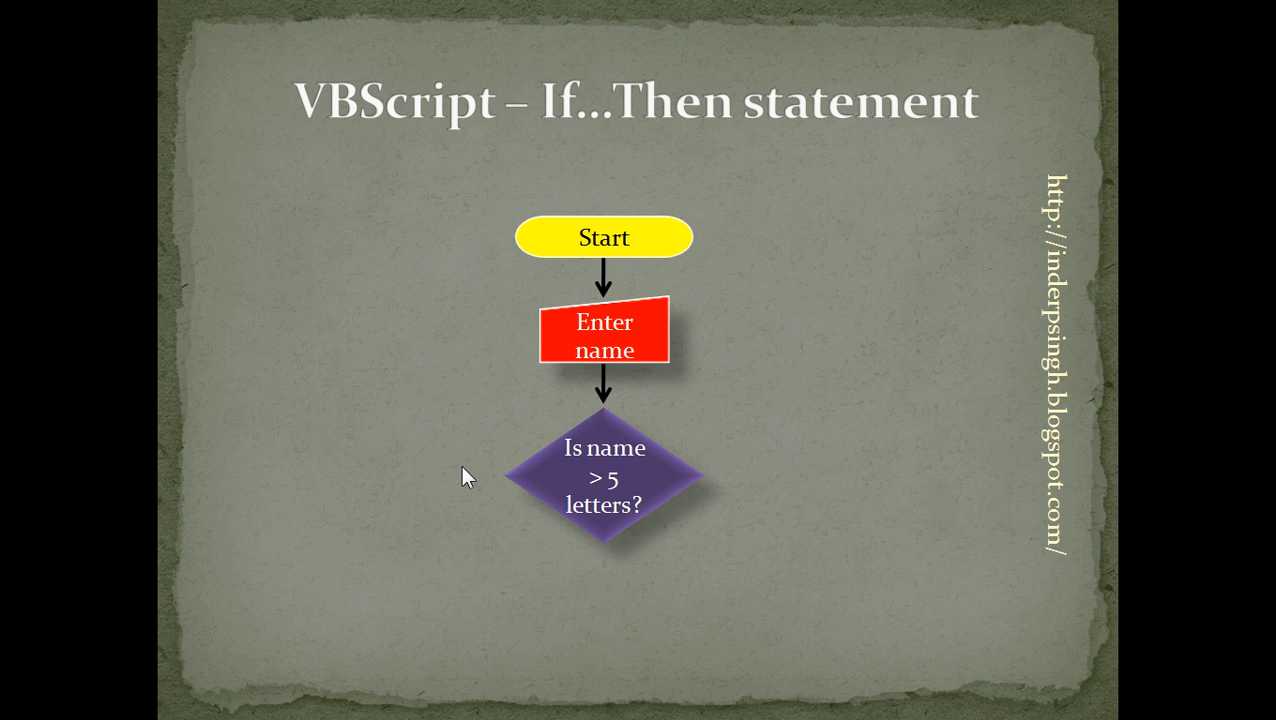 VBScript – If...Then statement
Start
Enter
name
Is name
> 5
letters?
http://inderpsingh.blogspot.com/